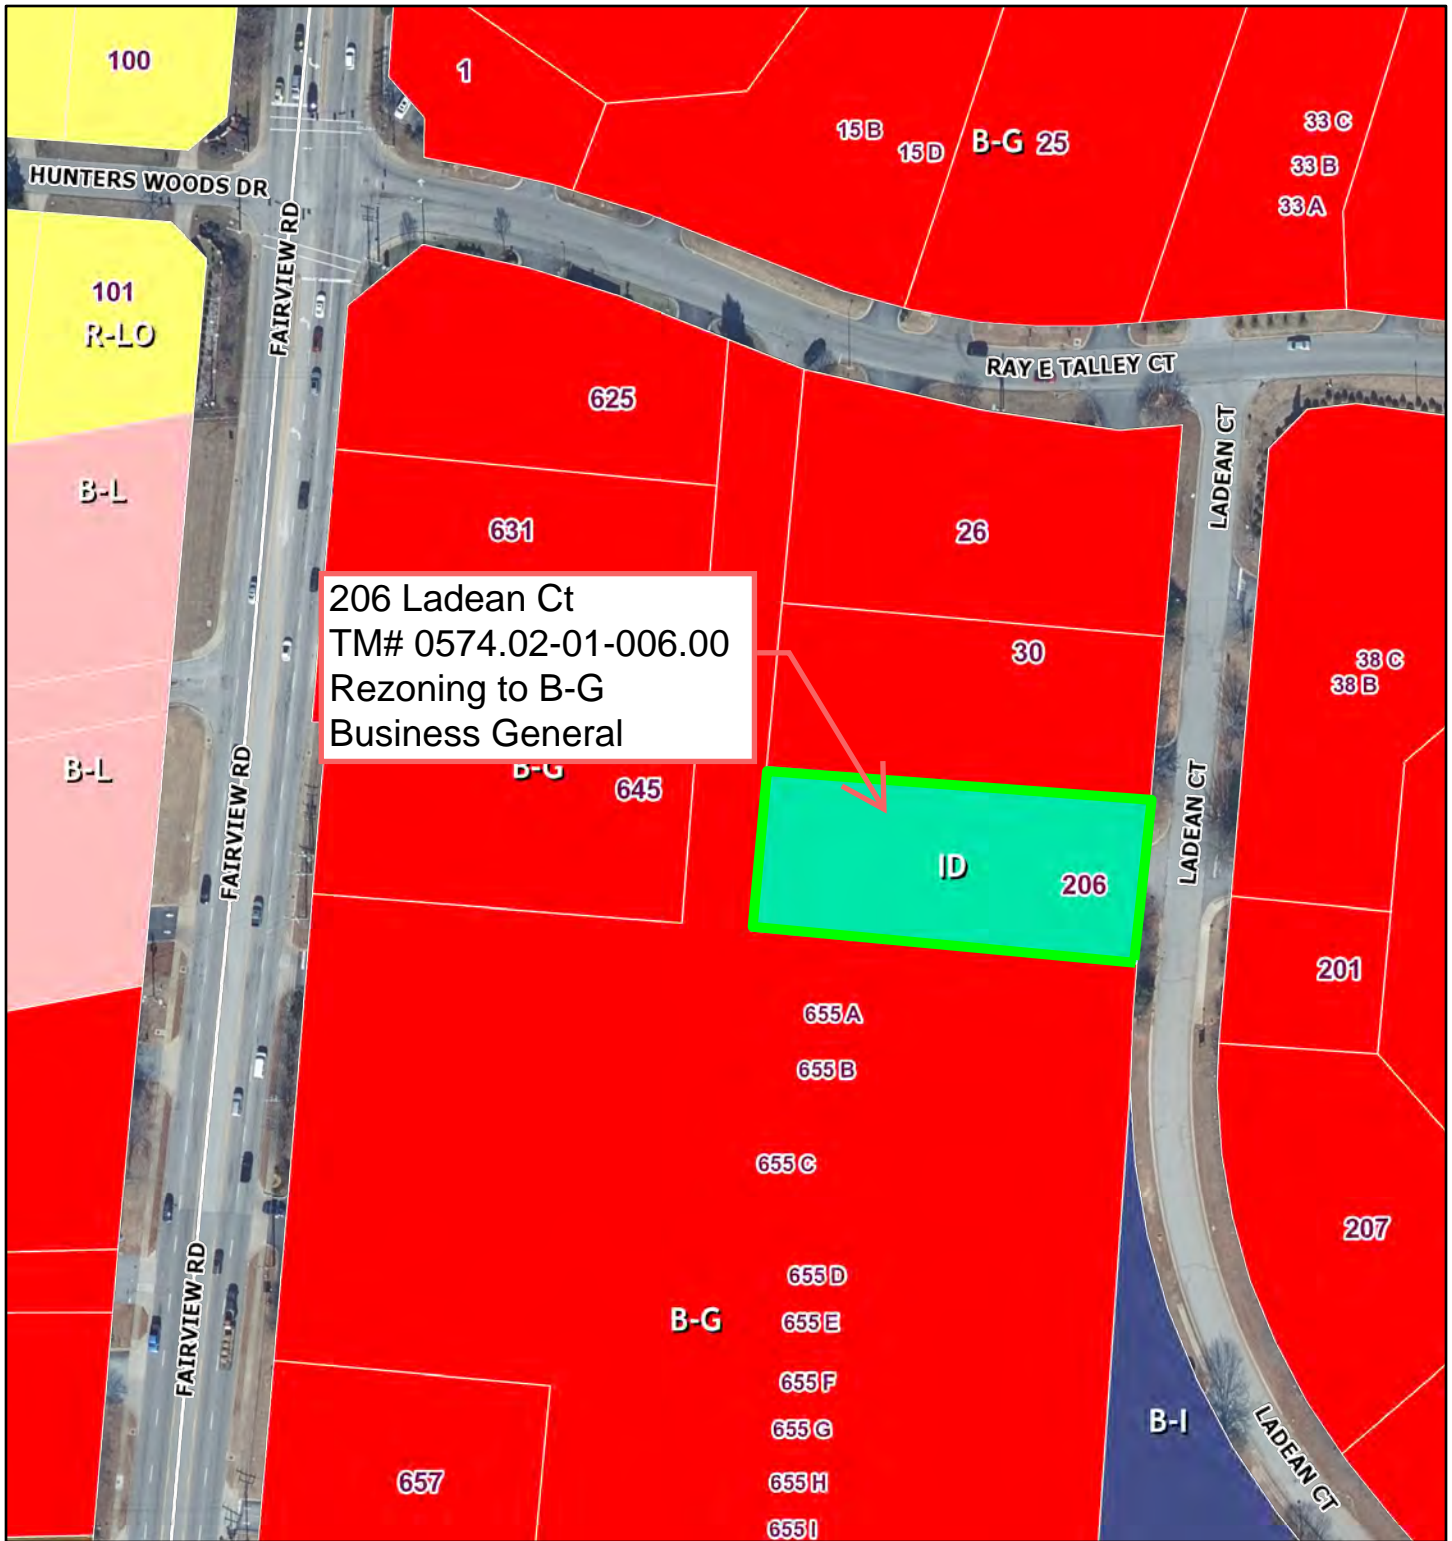 100
1
15 B
15 D
B-G 25
33 C
33 B
33 A
HUNTERS WOODS DR
FAIRVIEW RD
101
R-LO
RAY E TALLEY CT
625
LADEAN CT
B-L
631
26
206 Ladean Ct
TM# 0574.02-01-006.00
Rezoning to B-G
Business General
30
38 C
38 B
B-L
B-G
645
FAIRVIEW RD
LADEAN CT
ID
206
201
655 A
655 B
655 C
207
655 D
B-G
655 E
FAIRVIEW RD
655 F
655 G
B-I
LADEAN CT
657
655 H
655 I